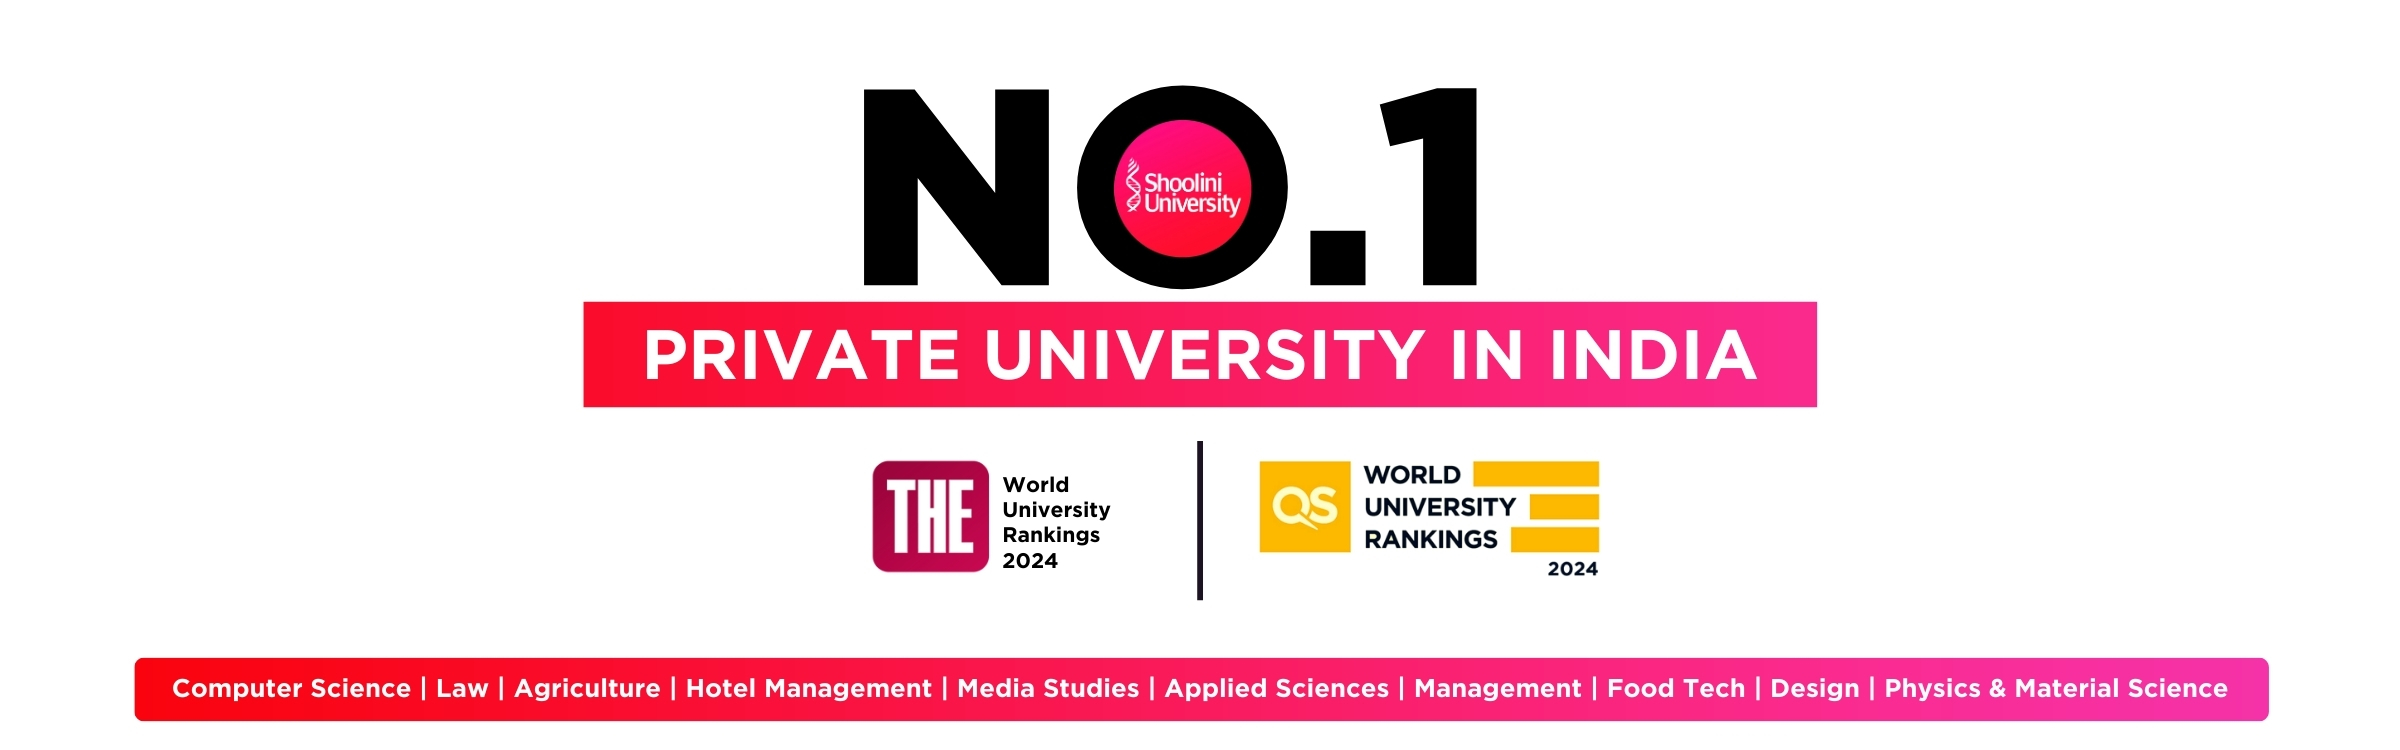 NO.1
Shoolini
University
PRIVATE UNIVERSITY IN INDIA
THE
World
University
Rankings
2024
QS
WORLD
UNIVERSITY
RANKINGS
2024
Computer Science | Law | Agriculture | Hotel Management | Media Studies | Applied Sciences | Management | Food Tech | Design | Physics & Material Science